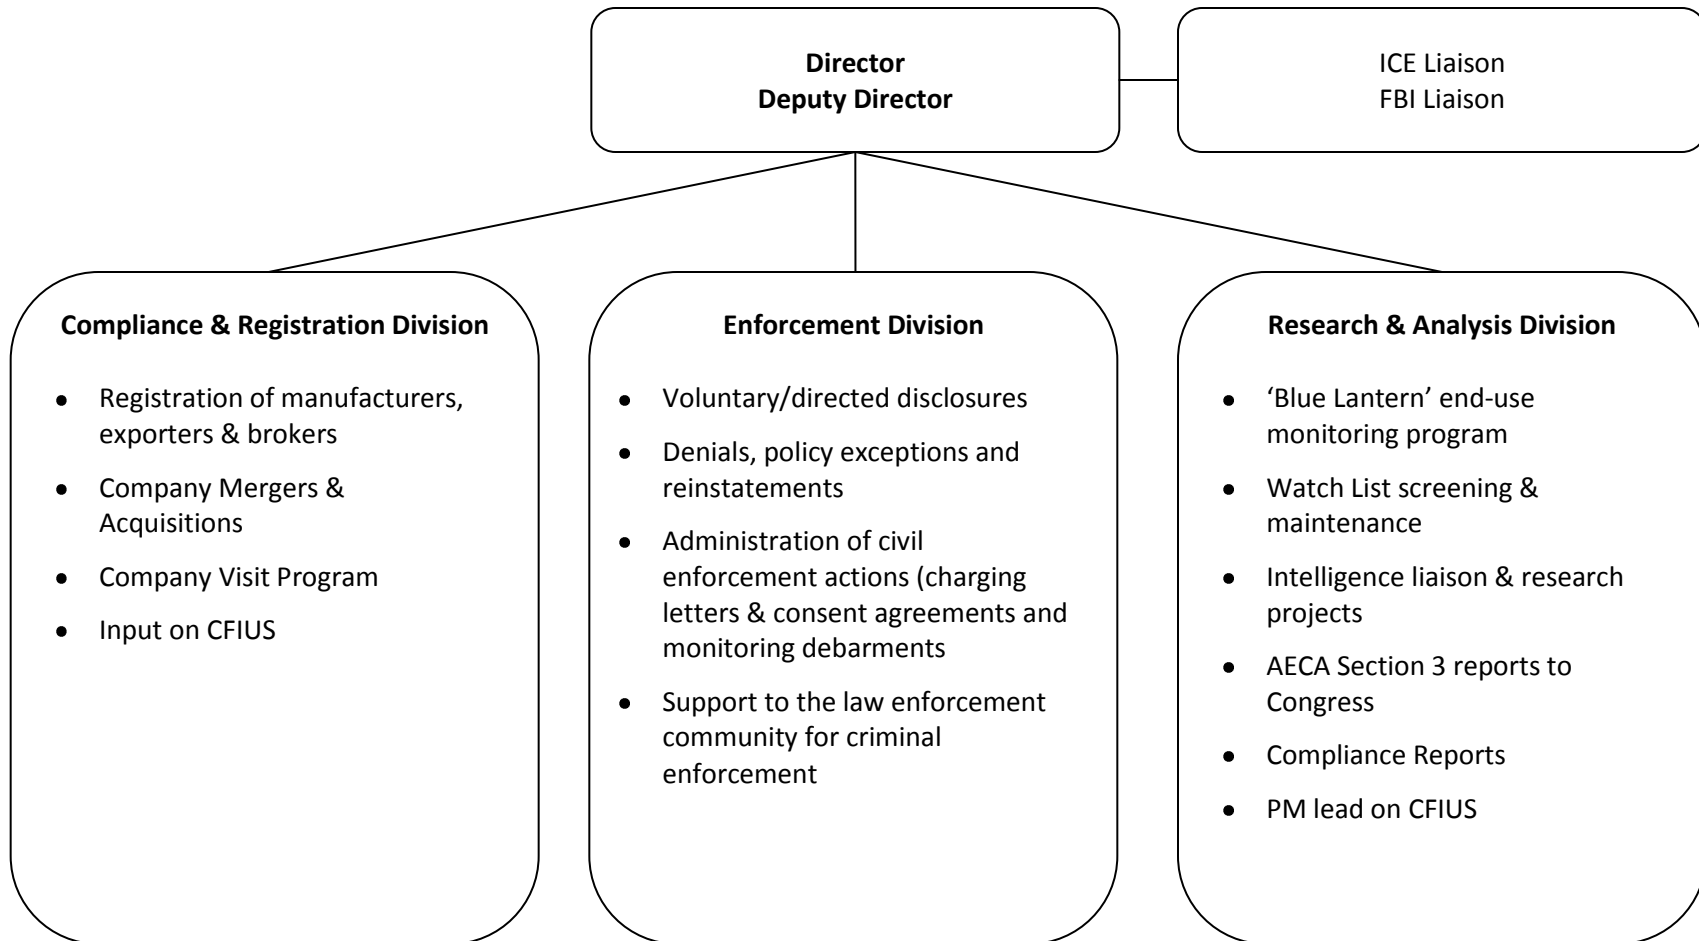 Director
Deputy Director
ICE Liaison
FBI Liaison
Compliance & Registration Division
• Registration of manufacturers,
exporters & brokers
• Company Mergers &
Acquisitions
• Company Visit Program
• Input on CFIUS
Enforcement Division
• Voluntary/directed disclosures
• Denials, policy exceptions and
reinstatements
• Administration of civil
enforcement actions (charging
letters & consent agreements and
monitoring debarments
• Support to the law enforcement
community for criminal
enforcement
Research & Analysis Division
• ‘Blue Lantern’ end-use
monitoring program
• Watch List screening &
maintenance
• Intelligence liaison & research
projects
• AECA Section 3 reports to
Congress
• Compliance Reports
• PM lead on CFIUS